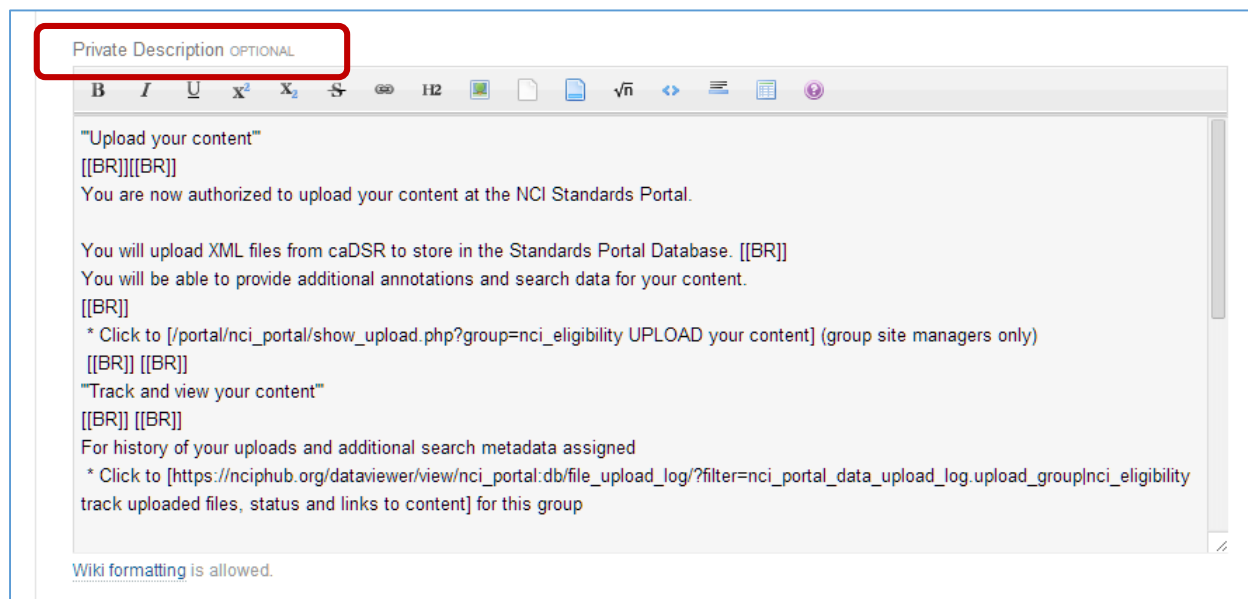 Private Description OPTIONAL
B I U X² X₂ S H2 √n <>
'''Upload your content'''
[[BR]][[BR]]
You are now authorized to upload your content at the NCI Standards Portal.
You will upload XML files from caDSR to store in the Standards Portal Database. [[BR]]
You will be able to provide additional annotations and search data for your content.
[[BR]]
* Click to [/portal/nci_portal/show_upload.php?group=nci_eligibility UPLOAD your content] (group site managers only)
[[BR]] [[BR]]
'''Track and view your content'''
[[BR]] [[BR]]
For history of your uploads and additional search metadata assigned
* Click to [https://nciphub.org/dataviewer/view/nci_portal:db/file_upload_log/?filter=nci_portal_data_upload_log.upload_group|nci_eligibility
track uploaded files, status and links to content] for this group
Wiki formatting is allowed.